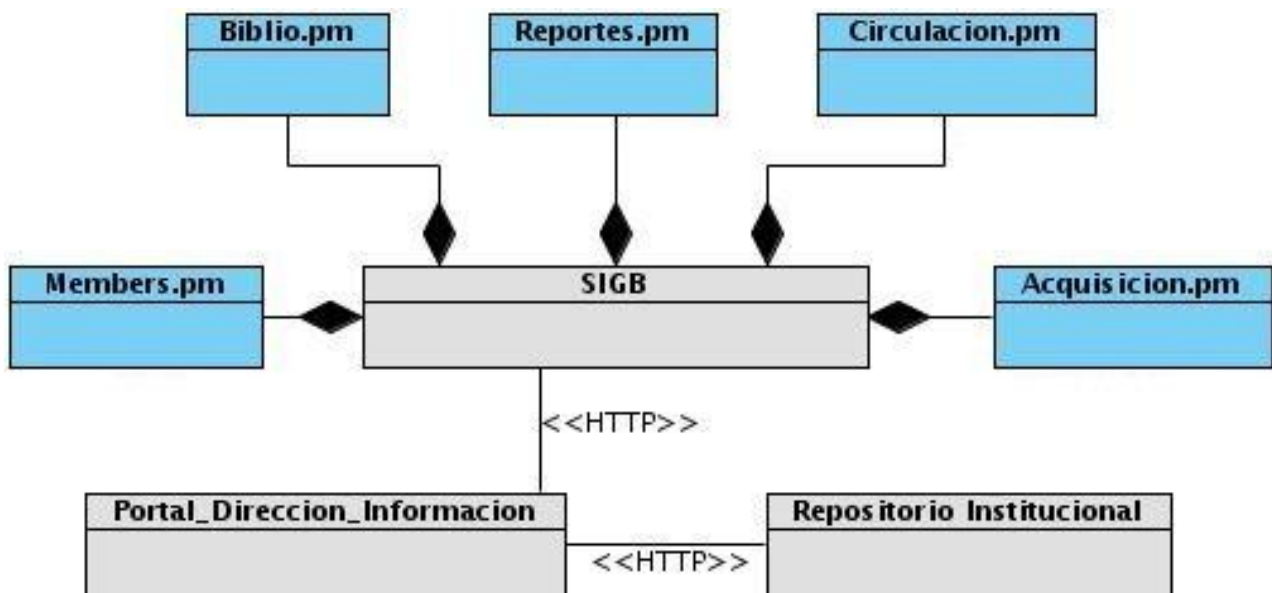 Biblio.pm
Reportes.pm
Circulacion.pm
Members.pm
SIGB
Acquisicion.pm
<<HTTP>>
Portal_Direccion_Informacion
Repositorio Institucional
<<HTTP>>